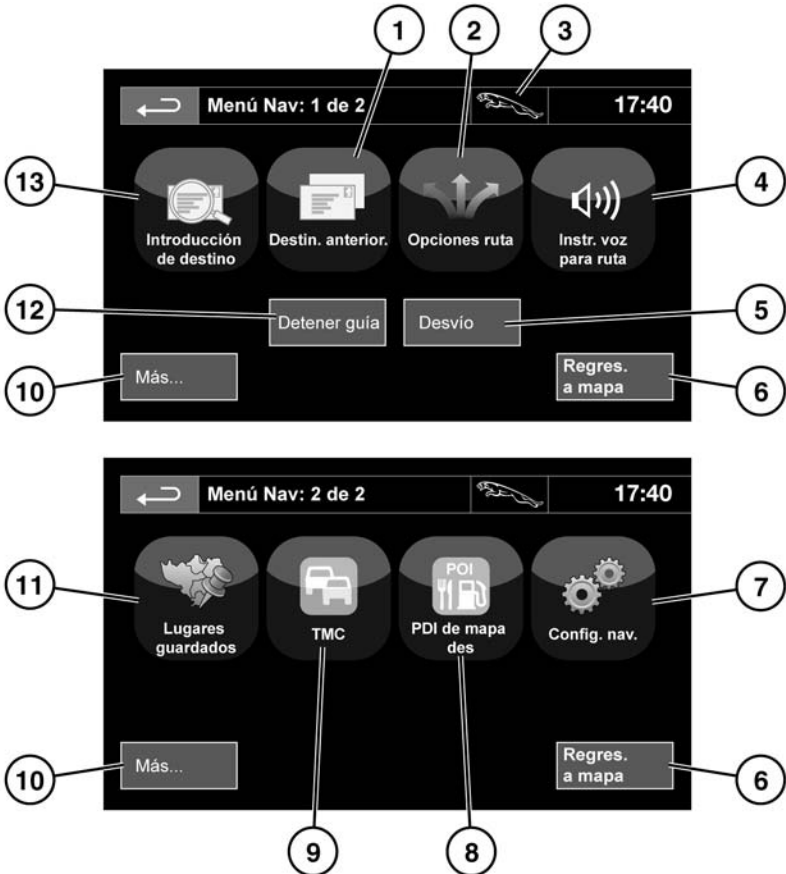 1 2 3
Menú Nav: 1 de 2 17:40
13 4
Introducción
de destino
Destin. anterior.
Opciones ruta
Instr. voz
para ruta
12 5
Detener guía
Desvío
10 6
Más...
Regres.
a mapa
Menú Nav: 2 de 2 17:40
11 7
POI
Lugares
guardados
TMC
PDI de mapa
des
Config. nav.
10 6
Más...
Regres.
a mapa
9 8